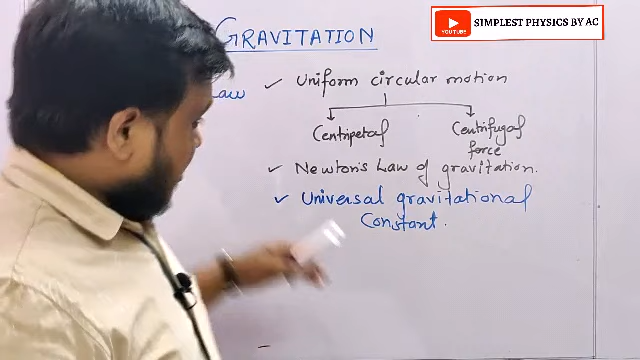 GRAVITATION
SIMPLEST PHYSICS BY AC
YOUTUBE
Law ✓ Uniform circular motion
Centripetal Centrifugal
force
✓ Newton's Law of gravitation.
✓ Universal gravitational
Constant.